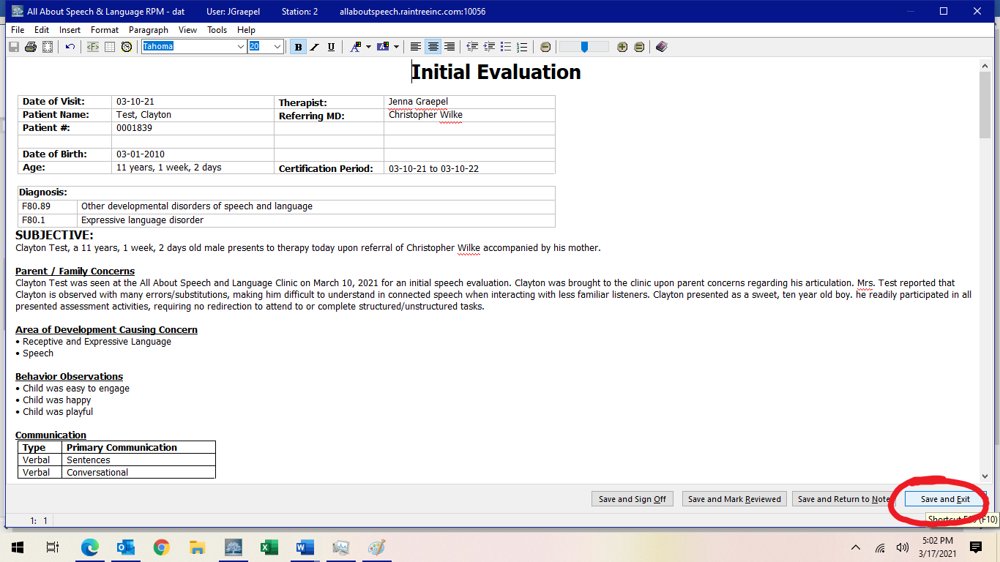 All About Speech & Language RPM - dat User: JGraepel Station: 2 allaboutspeech.raintreeinc.com:10056
File Edit Insert Format Paragraph View Tools Help
<F> Tahoma 20 B I U A A
Initial Evaluation
Date of Visit: 03-10-21 Therapist: Jenna Graepel
Patient Name: Test, Clayton Referring MD: Christopher Wilke
Patient #: 0001839
Date of Birth: 03-01-2010
Age: 11 years, 1 week, 2 days Certification Period: 03-10-21 to 03-10-22
Diagnosis:
F80.89 Other developmental disorders of speech and language
F80.1 Expressive language disorder
SUBJECTIVE:
Clayton Test, a 11 years, 1 week, 2 days old male presents to therapy today upon referral of Christopher Wilke accompanied by his mother.
Parent / Family Concerns
Clayton Test was seen at the All About Speech and Language Clinic on March 10, 2021 for an initial speech evaluation. Clayton was brought to the clinic upon parent concerns regarding his articulation. Mrs. Test reported that
Clayton is observed with many errors/substitutions, making him difficult to understand in connected speech when interacting with less familiar listeners. Clayton presented as a sweet, ten year old boy. he readily participated in all
presented assessment activities, requiring no redirection to attend to or complete structured/unstructured tasks.
Area of Development Causing Concern
• Receptive and Expressive Language
• Speech
Behavior Observations
• Child was easy to engage
• Child was happy
• Child was playful
Communication
Type Primary Communication
Verbal Sentences
Verbal Conversational
Save and Sign Off Save and Mark Reviewed Save and Return to Note Save and Exit
1: 1 Shortcut (F10)
5:02 PM
3/17/2021